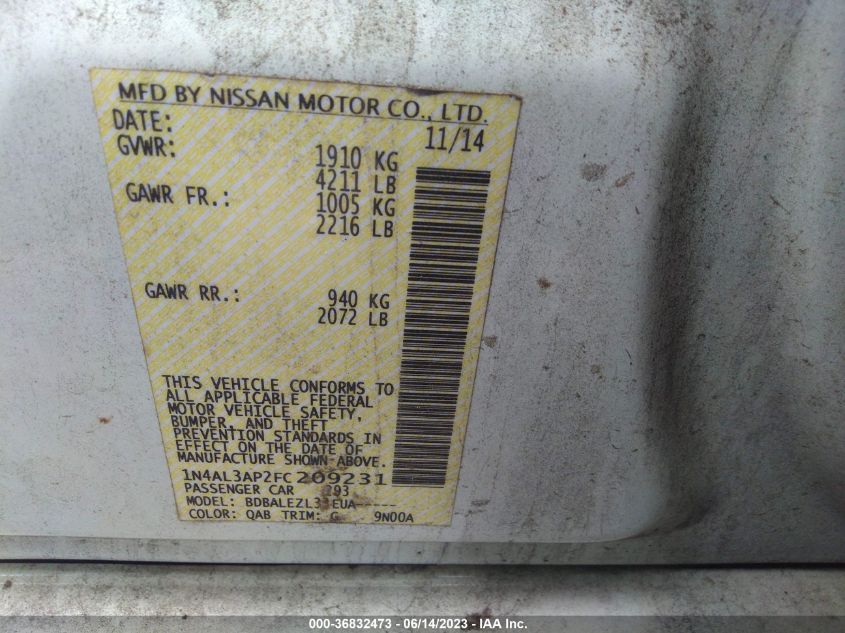 MFD BY NISSAN MOTOR CO., LTD.
DATE: 11/14
GVWR: 1910 KG
4211 LB
GAWR FR.: 1005 KG
2216 LB
GAWR RR.: 940 KG
2072 LB
THIS VEHICLE CONFORMS TO
ALL APPLICABLE FEDERAL
MOTOR VEHICLE SAFETY,
BUMPER, AND THEFT
PREVENTION STANDARDS IN
EFFECT ON THE DATE OF
MANUFACTURE SHOWN ABOVE.
1N4AL3AP2FC209231
PASSENGER CAR 293
MODEL: -----
COLOR: QAB TRIM: G 9N00A
000-36832473 - 06/14/2023 - IAA Inc.